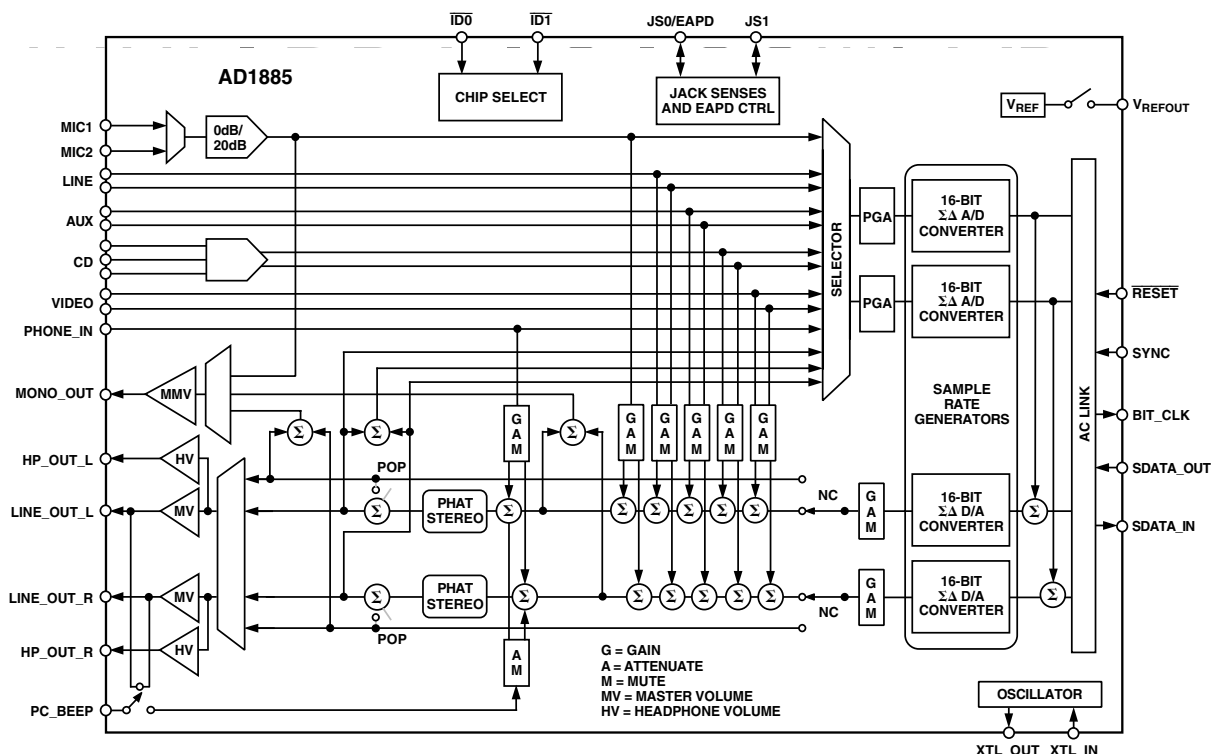 ID0 ID1 JS0/EAPD JS1
AD1885
CHIP SELECT
JACK SENSES
AND EAPD CTRL
VREF
VREFOUT
MIC1
MIC2
0dB/
20dB
LINE
AUX
CD
VIDEO
PHONE_IN
SELECTOR
PGA
PGA
16-BIT
ΣΔ A/D
CONVERTER
16-BIT
ΣΔ A/D
CONVERTER
SAMPLE
RATE
GENERATORS
AC LINK
RESET
SYNC
BIT_CLK
SDATA_OUT
SDATA_IN
MONO_OUT
MMV
HP_OUT_L
HV
LINE_OUT_L
MV
LINE_OUT_R
MV
HP_OUT_R
HV
PC_BEEP
Σ Σ Σ
G A M
G A M
G A M
G A M
G A M
G A M
POP
Σ
PHAT
STEREO
Σ Σ Σ Σ Σ Σ
NC
G A M
16-BIT
ΣΔ D/A
CONVERTER
Σ
Σ
PHAT
STEREO
Σ Σ Σ Σ Σ Σ
NC
G A M
16-BIT
ΣΔ D/A
CONVERTER
Σ
POP
A M
G = GAIN
A = ATTENUATE
M = MUTE
MV = MASTER VOLUME
HV = HEADPHONE VOLUME
OSCILLATOR
XTL_OUT XTL_IN